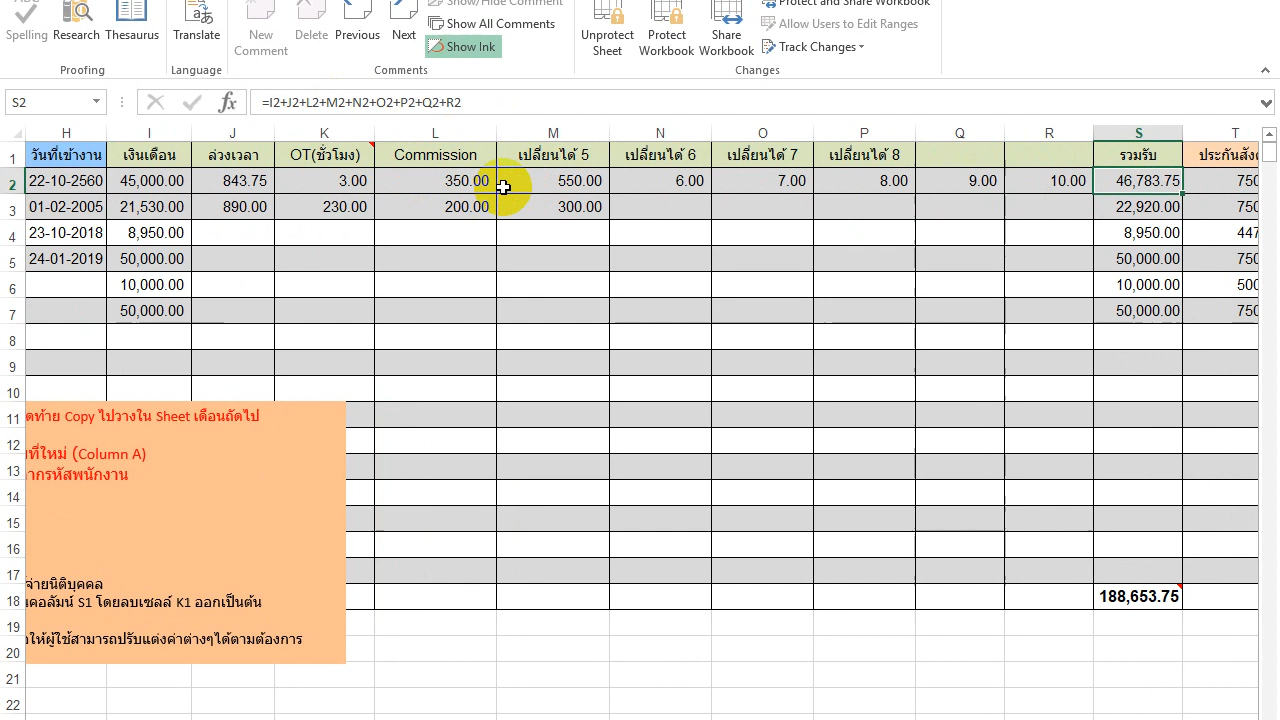 ABC
Show/Hide Comment
Protect and Share Workbook
Show All Comments
Allow Users to Edit Ranges
Spelling Research Thesaurus
Translate
New Comment
Delete Previous Next
Show Ink
Unprotect Sheet
Protect Workbook
Share Workbook
Track Changes
Proofing Language Comments Changes
S2 fx =I2+J2+L2+M2+N2+O2+P2+Q2+R2
H I J K L M N O P Q R S T
1 วันที่เข้างาน เงินเดือน ล่วงเวลา OT(ชั่วโมง) Commission เปลี่ยนได้ 5 เปลี่ยนได้ 6 เปลี่ยนได้ 7 เปลี่ยนได้ 8 รวมรับ ประกันสัง
2 22-10-2560 45,000.00 843.75 3.00 350.00 550.00 6.00 7.00 8.00 9.00 10.00 46,783.75 750
3 01-02-2005 21,530.00 890.00 230.00 200.00 300.00 22,920.00 750
4 23-10-2018 8,950.00 8,950.00 447
5 24-01-2019 50,000.00 50,000.00 750
6 10,000.00 10,000.00 500
7 50,000.00 50,000.00 750
8
9
10
11 ดท้าย Copy ไปวางใน Sheet เดือนถัดไป
12 ที่ใหม่ (Column A)
13 ากรหัสพนักงาน
14
15
16
17 จ่ายนิติบุคคล
18 นคอลัมน์ S1 โดยลบเซลล์ K1 ออกเป็นต้น 188,653.75
19
20 อให้ผู้ใช้สามารถปรับแต่งค่าต่างๆได้ตามต้องการ
21
22